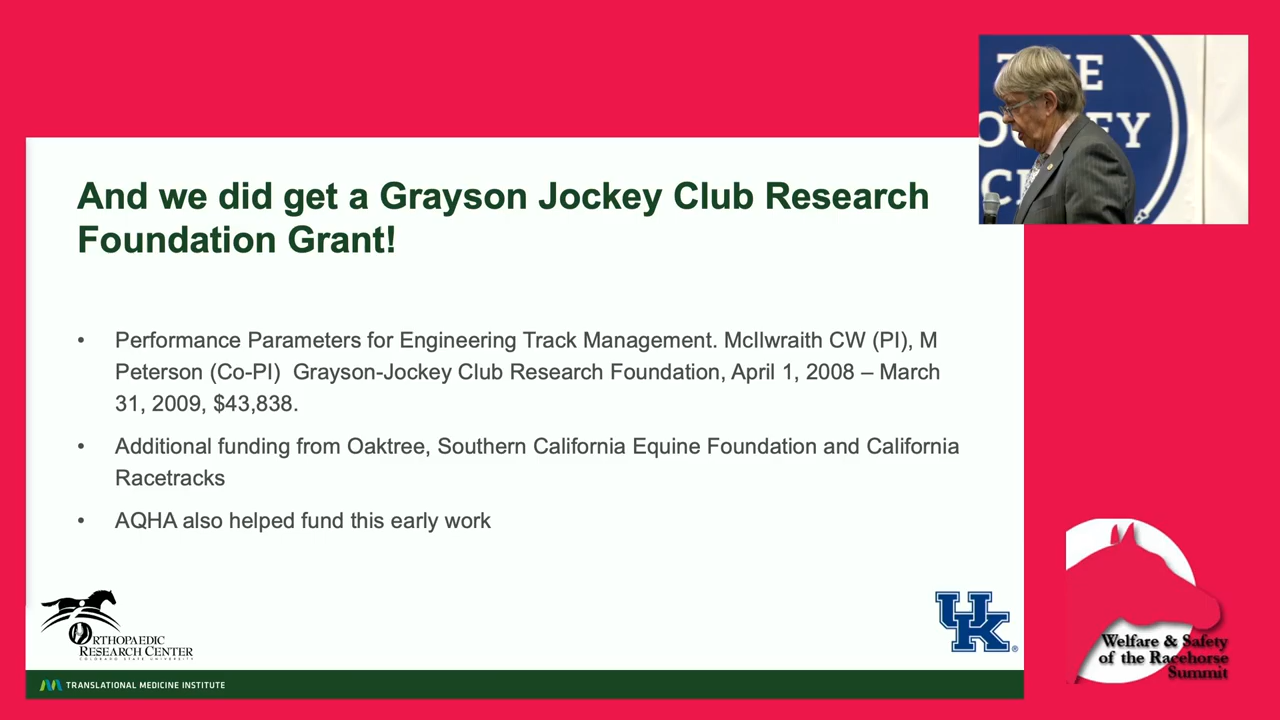 THE
JOCKEY
CLUB
And we did get a Grayson Jockey Club Research
Foundation Grant!
• Performance Parameters for Engineering Track Management. McIlwraith CW (PI), M
Peterson (Co-PI)  Grayson-Jockey Club Research Foundation, April 1, 2008 – March
31, 2009, $43,838.
• Additional funding from Oaktree, Southern California Equine Foundation and California
Racetracks
• AQHA also helped fund this early work
ORTHOPAEDIC
RESEARCH CENTER
COLORADO STATE UNIVERSITY
UK
TRANSLATIONAL MEDICINE INSTITUTE
Welfare & Safety
of the Racehorse
Summit